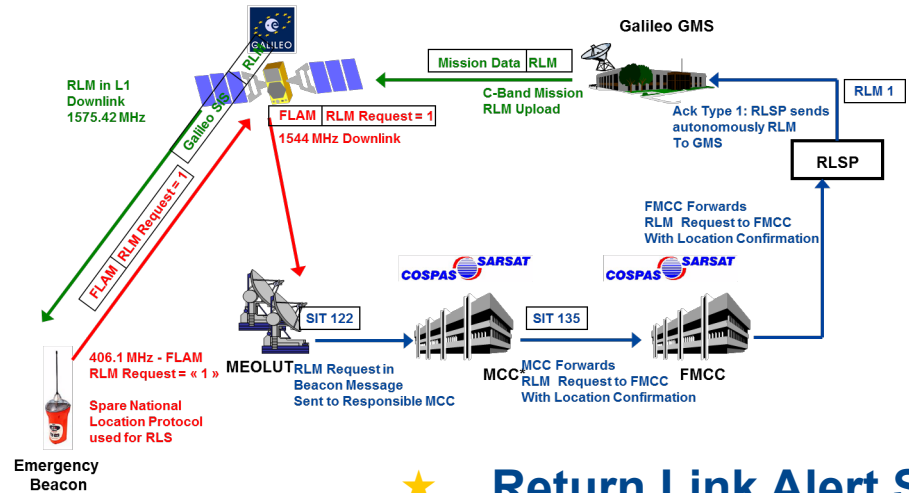 Galileo GMS
GALILEO
Mission Data RLM
RLM in L1
Downlink
1575.42 MHz
Galileo SIS RLM
C-Band Mission
RLM Upload
RLM 1
FLAM RLM Request = 1
1544 MHz Downlink
Ack Type 1: RLSP sends
autonomously RLM
To GMS
RLSP
FLAM RLM Request = 1
FMCC Forwards
RLM Request to FMCC
With Location Confirmation
COSPAS SARSAT
COSPAS SARSAT
SIT 122
SIT 135
406.1 MHz - FLAM
RLM Request = « 1 »
MEOLUT
RLM Request in
Beacon Message
Sent to Responsible MCC
MCC*
MCC Forwards
RLM Request to FMCC
With Location Confirmation
FMCC
Spare National
Location Protocol
used for RLS
Emergency
Beacon
Return Link Alert S